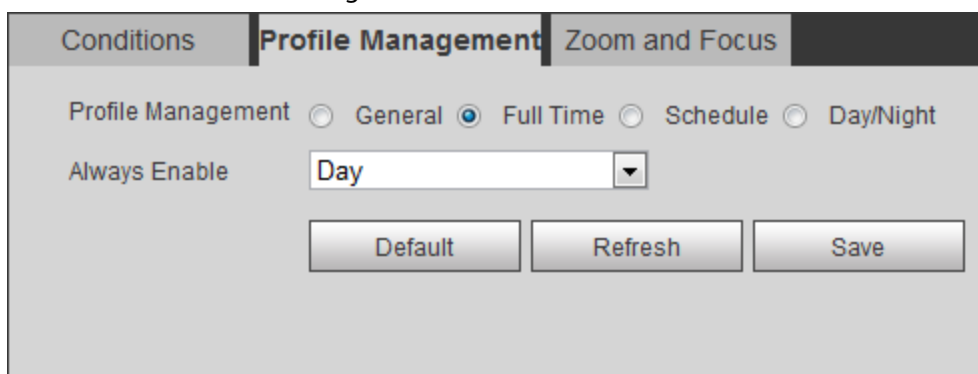 Conditions Profile Management Zoom and Focus
Profile Management General Full Time Schedule Day/Night
Always Enable Day
Default Refresh Save